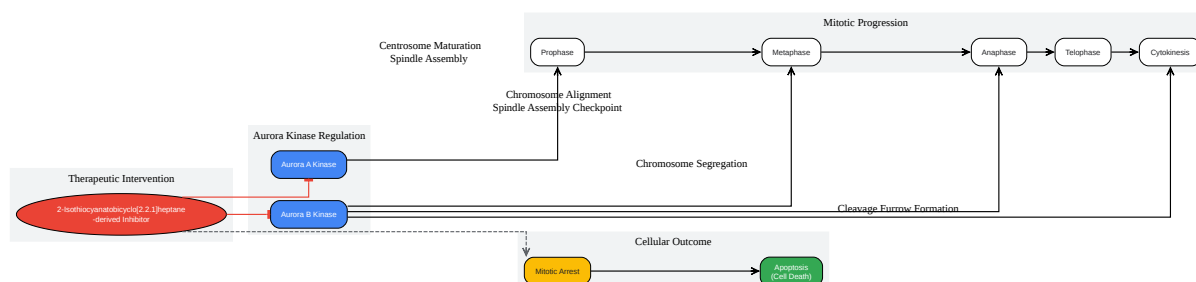 Mitotic Progression
Centrosome Maturation
Spindle Assembly
Prophase
Metaphase
Anaphase
Telophase
Cytokinesis
Chromosome Alignment
Spindle Assembly Checkpoint
Aurora Kinase Regulation
Aurora A Kinase
Chromosome Segregation
Therapeutic Intervention
2-Isothiocyanatobicyclo[2.2.1]heptane
-derived Inhibitor
Aurora B Kinase
Cleavage Furrow Formation
Cellular Outcome
Mitotic Arrest
Apoptosis
(Cell Death)